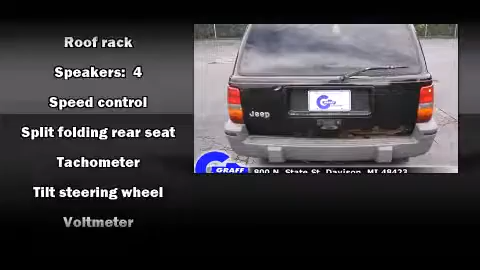 Roof rack
Speakers: 4
Speed control
Split folding rear seat
Tachometer
Tilt steering wheel
Voltmeter
Jeep
GRAFF
800 N. State St. Davison, MI 48423